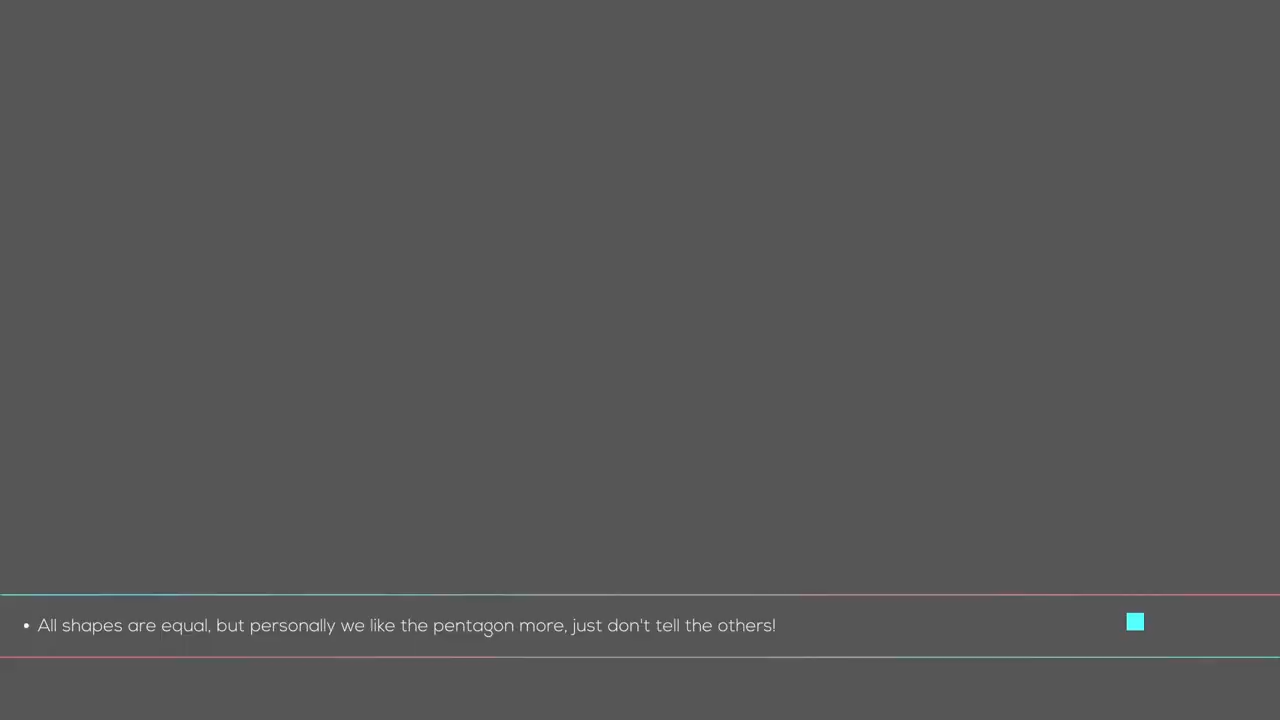 • All shapes are equal, but personally we like the pentagon more, just don't tell the others!